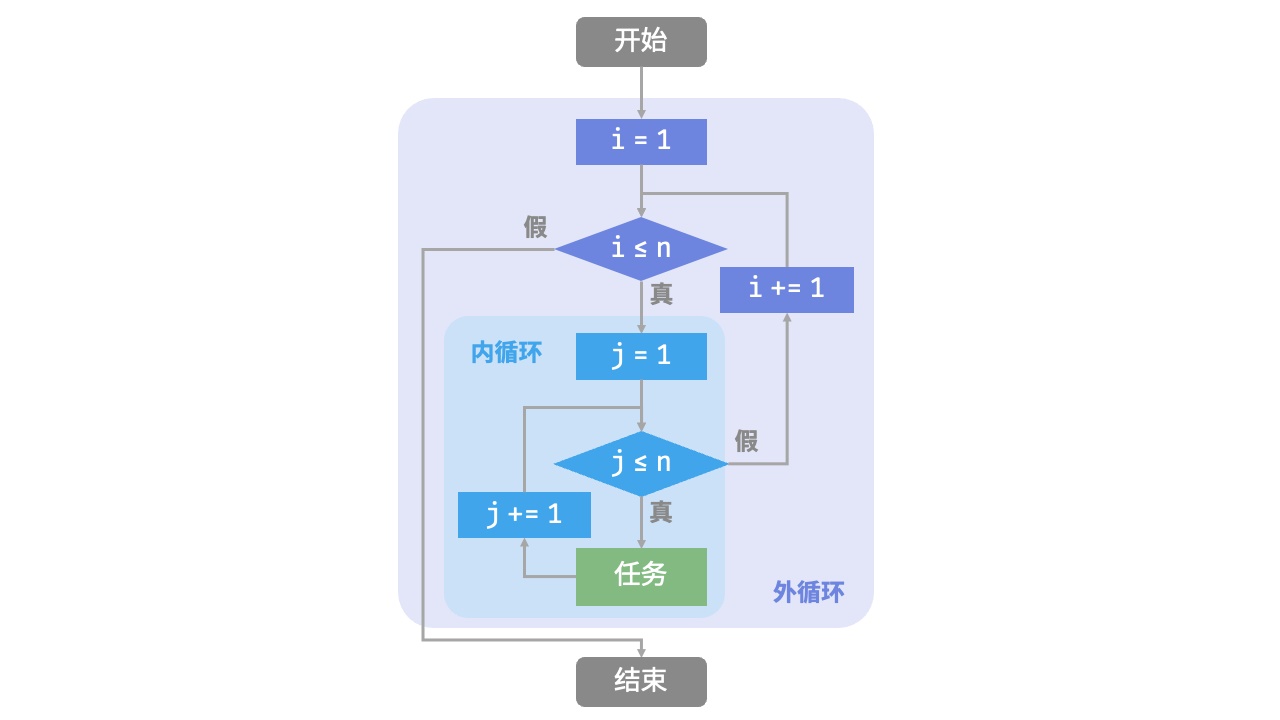 开始
i = 1
假
i ≤ n
i += 1
真
内循环
j = 1
假
j ≤ n
j += 1
真
任务
外循环
结束